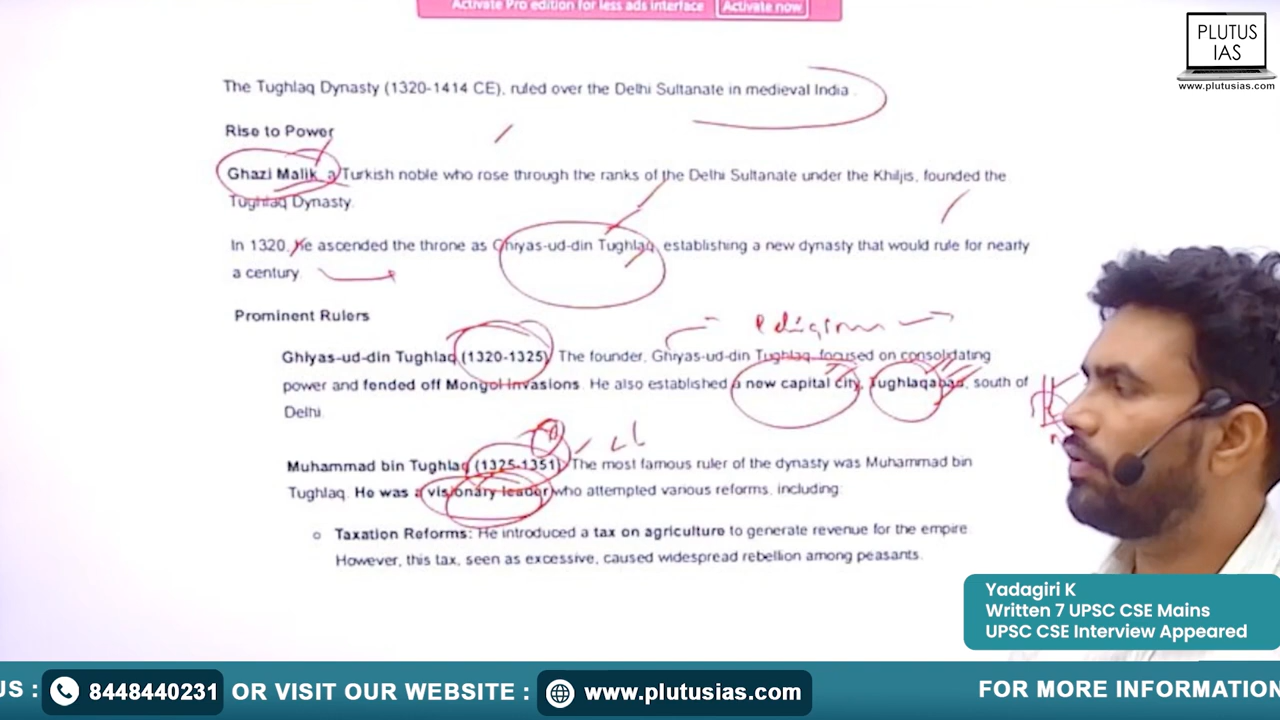 Activate Pro edition for less ads interface Activate now
PLUTUS
IAS
www.plutusias.com
The Tughlaq Dynasty (1320-1414 CE), ruled over the Delhi Sultanate in medieval India.
Rise to Power
Ghazi Malik, a Turkish noble who rose through the ranks of the Delhi Sultanate under the Khiljis, founded the
Tughlaq Dynasty.
In 1320, he ascended the throne as Ghiyas-ud-din Tughlaq, establishing a new dynasty that would rule for nearly
a century.
Prominent Rulers
Ghiyas-ud-din Tughlaq (1320-1325): The founder, Ghiyas-ud-din Tughlaq, focused on consolidating
power and fended off Mongol invasions. He also established a new capital city, Tughlaqabad, south of
Delhi.
Muhammad bin Tughlaq (1325-1351): The most famous ruler of the dynasty was Muhammad bin
Tughlaq. He was a visionary leader who attempted various reforms, including:
o Taxation Reforms: He introduced a tax on agriculture to generate revenue for the empire.
However, this tax, seen as excessive, caused widespread rebellion among peasants.
Yadagiri K
Written 7 UPSC CSE Mains
UPSC CSE Interview Appeared
US : 8448440231 OR VISIT OUR WEBSITE : www.plutusias.com FOR MORE INFORMATION